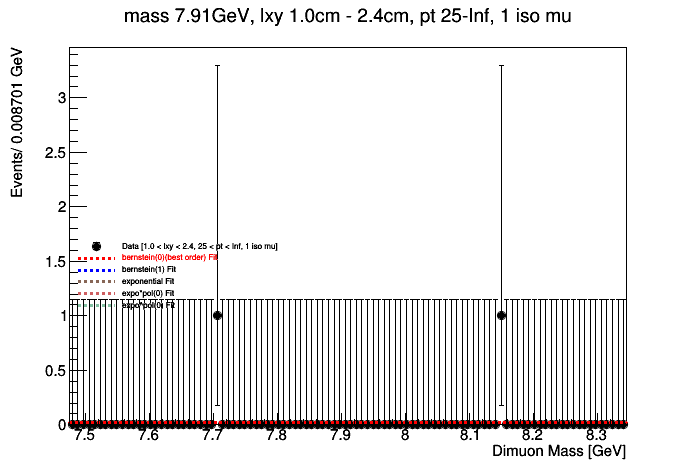 mass 7.91GeV, lxy 1.0cm - 2.4cm, pt 25-Inf, 1 iso mu
Events/ 0.008701 GeV
3
2.5
2
Data [1.0 < lxy < 2.4, 25 < pt < Inf, 1 iso mu]
bernstein(0)(best order) Fit
1.5
bernstein(1) Fit
exponential Fit
expo*pol(0) Fit
expo*pol(0) Fit
1
0.5
0
7.5 7.6 7.7 7.8 7.9 8 8.1 8.2 8.3
Dimuon Mass [GeV]